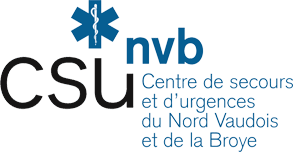 nvb
csu
Centre de secours
et d'urgences
du Nord Vaudois
et de la Broye